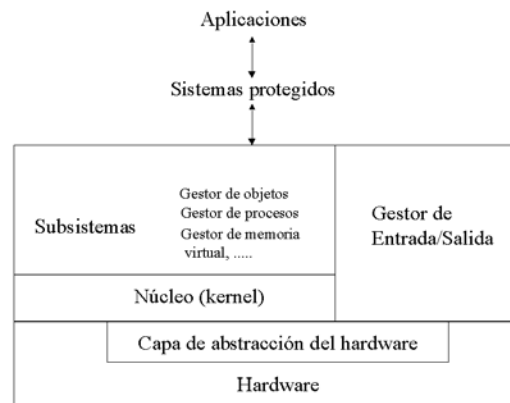 Aplicaciones
Sistemas protegidos
Subsistemas
Gestor de objetos
Gestor de procesos
Gestor de memoria
virtual, .....
Gestor de
Entrada/Salida
Núcleo (kernel)
Capa de abstracción del hardware
Hardware